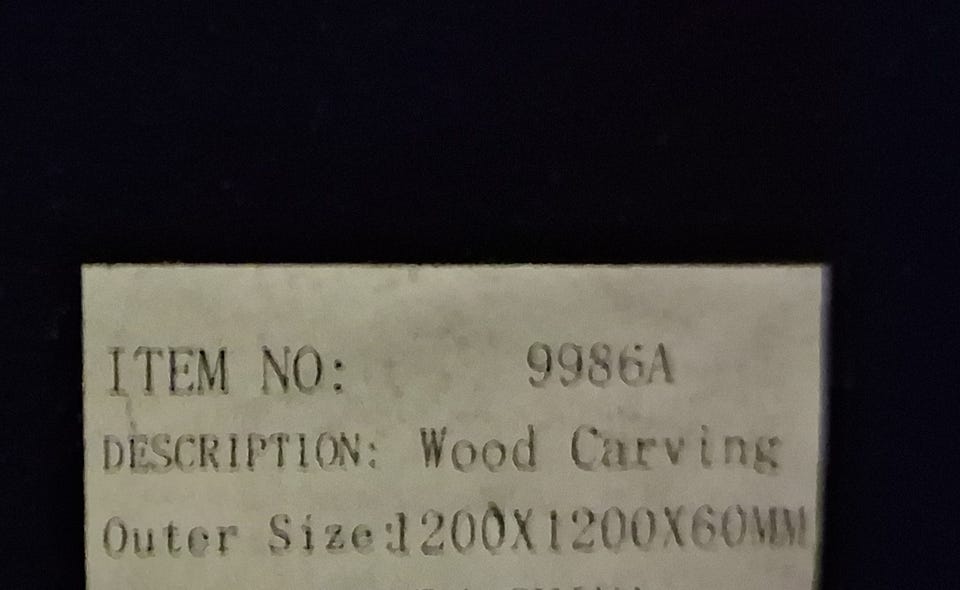 ITEM NO: 9986A
DESCRIPTION: Wood Carving
Outer Size:1200X1200X60MM